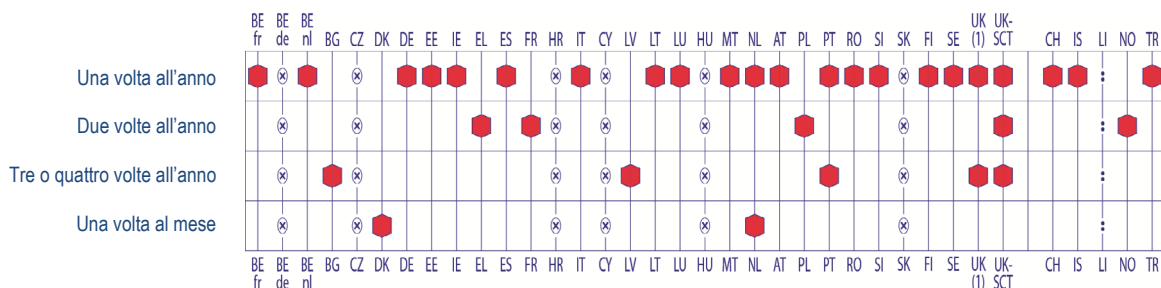 BE BE BE UK UK-
fr de nl BG CZ DK DE EE IE EL ES FR HR IT CY LV LT LU HU MT NL AT PL PT RO SI SK FI SE (1) SCT CH IS LI NO TR
Una volta all'anno
Due volte all'anno
Tre o quattro volte all'anno
Una volta al mese
BE BE BE BG CZ DK DE EE IE EL ES FR HR IT CY LV LT LU HU MT NL AT PL PT RO SI SK FI SE UK UK- CH IS LI NO TR
fr de nl (1) SCT